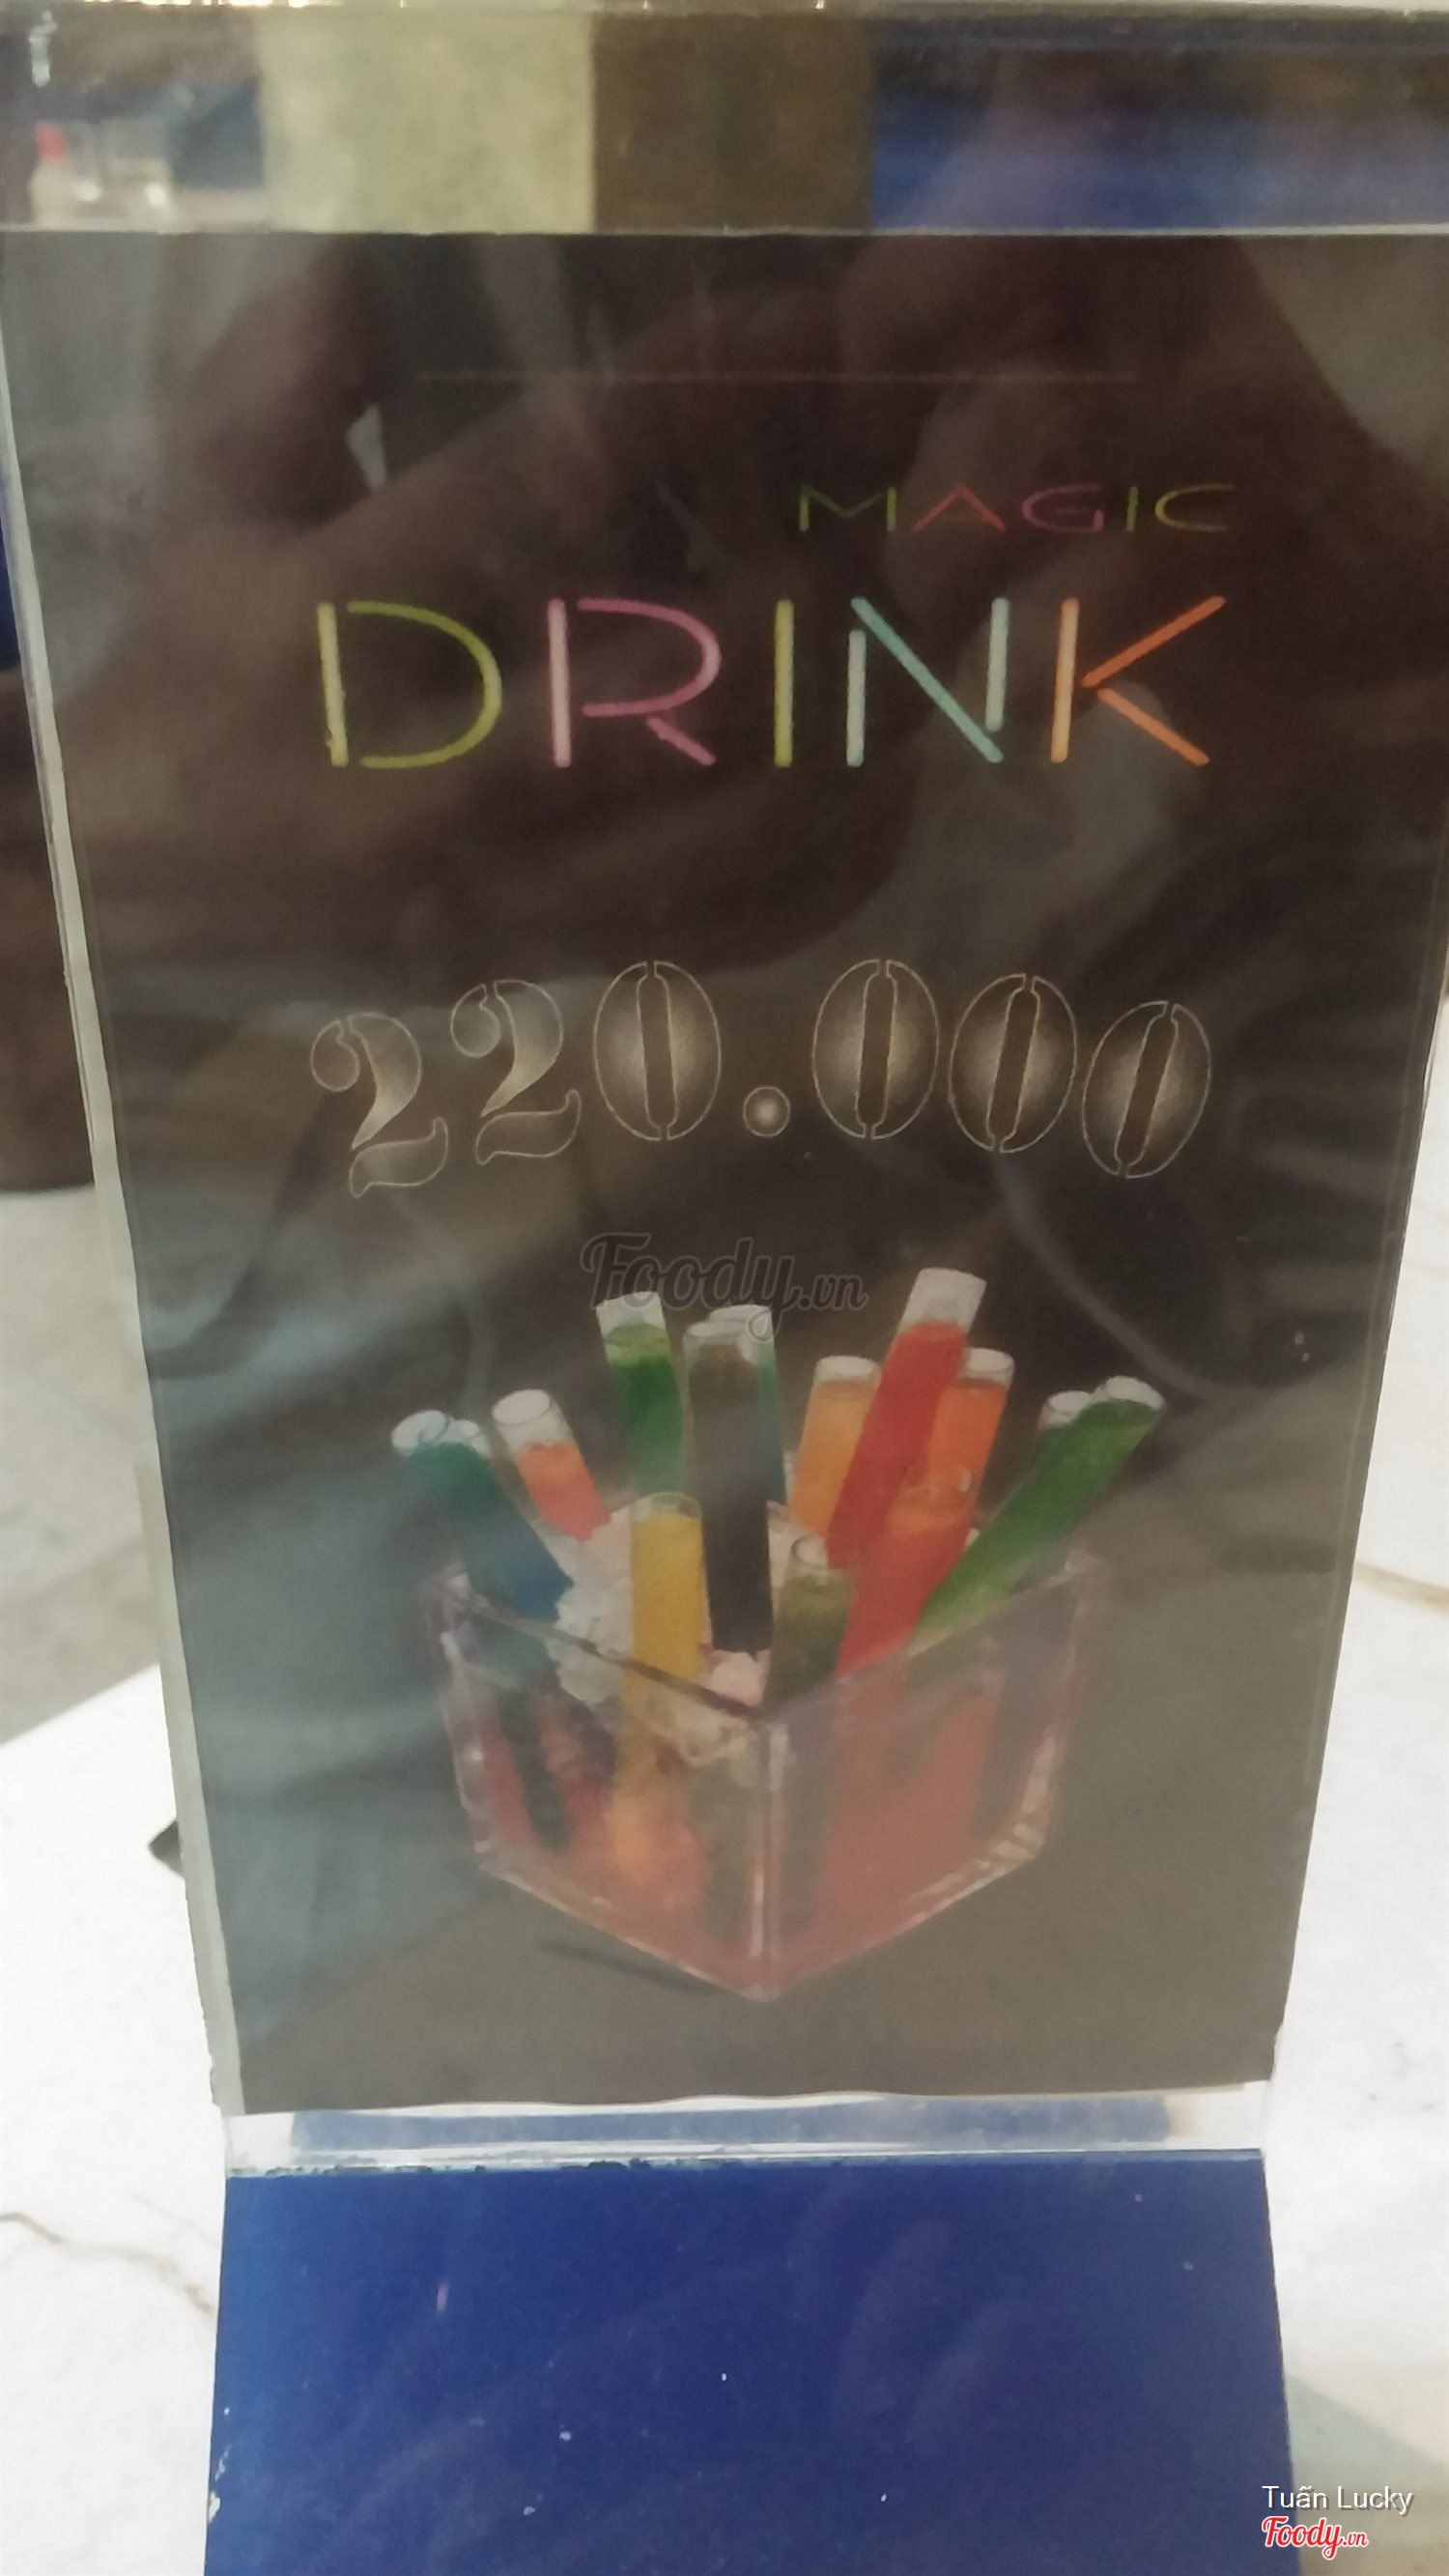 MAGIC
DRINK
220.000
Foody.vn
Tuấn Lucky
Foody.vn